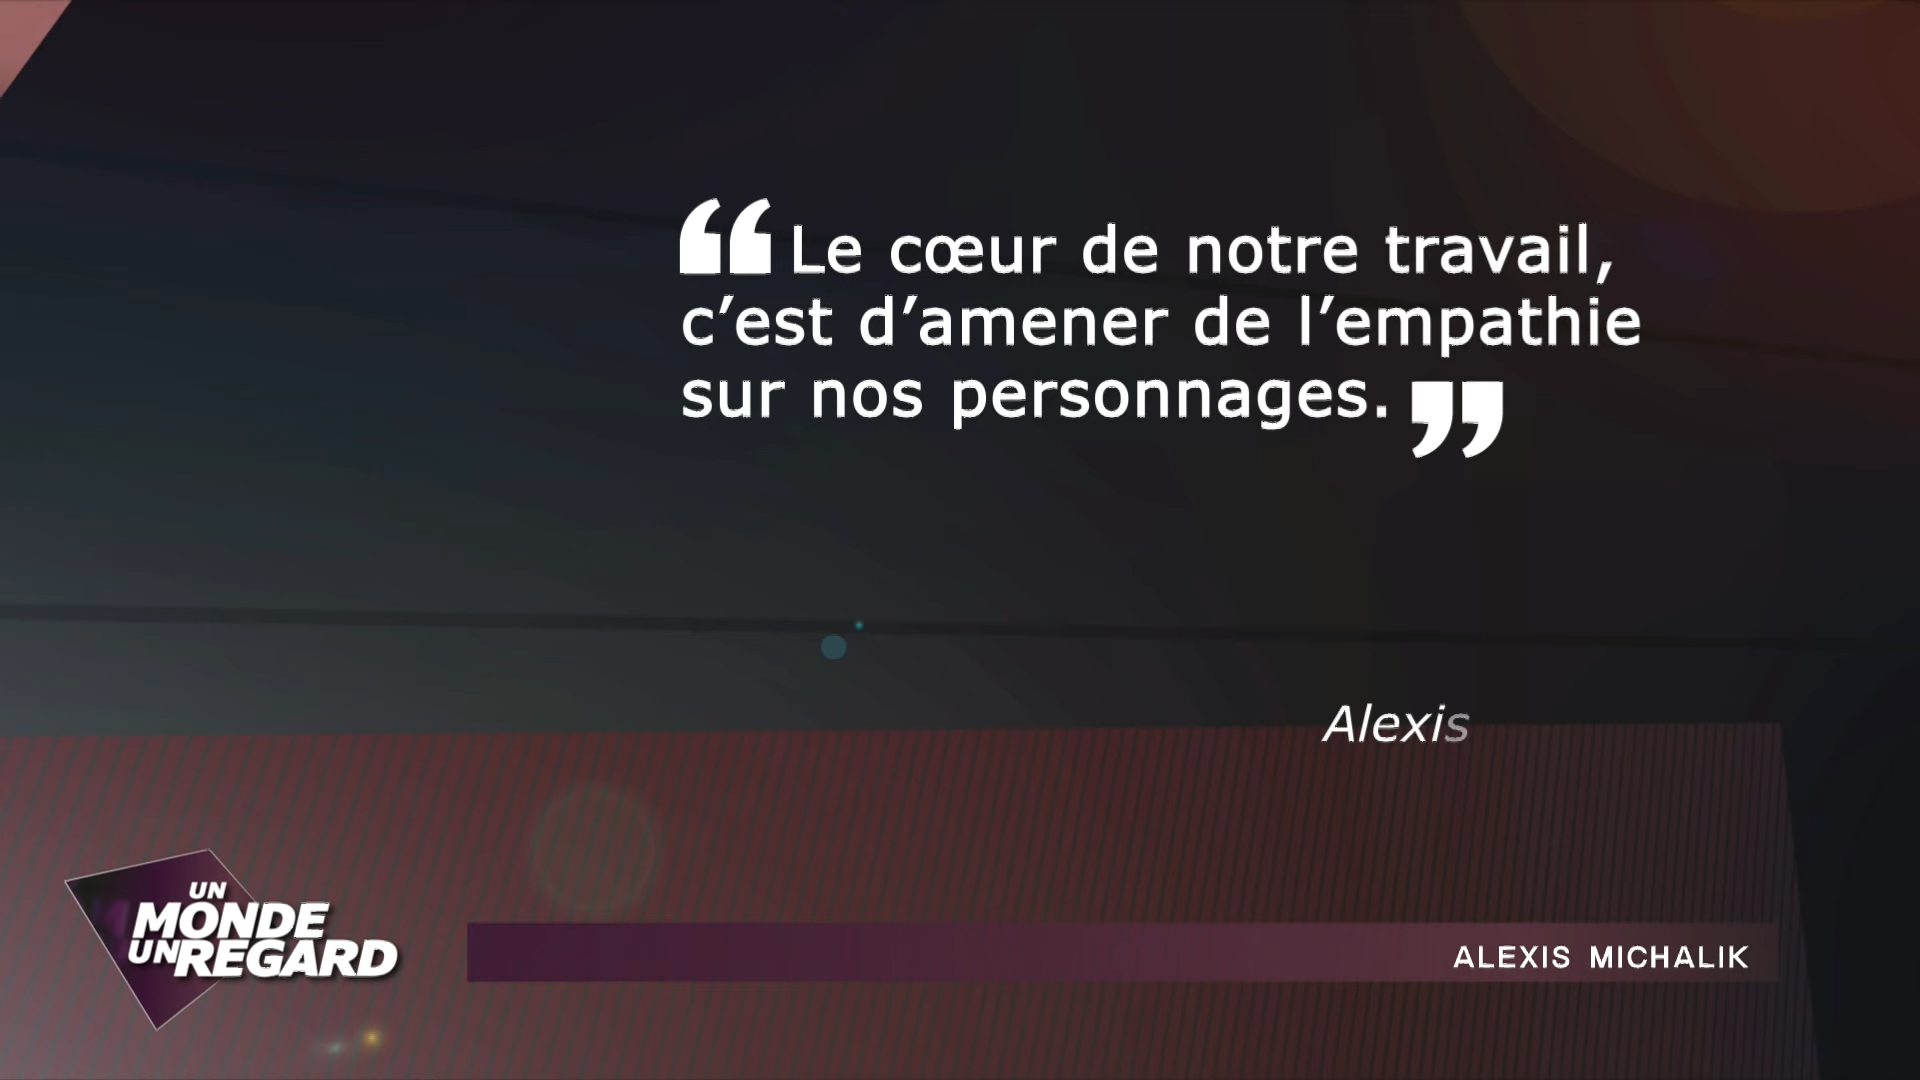 “Le cœur de notre travail,
c’est d’amener de l’empathie
sur nos personnages.”
Alexis
UN
MONDE
UN REGARD
ALEXIS MICHALIK